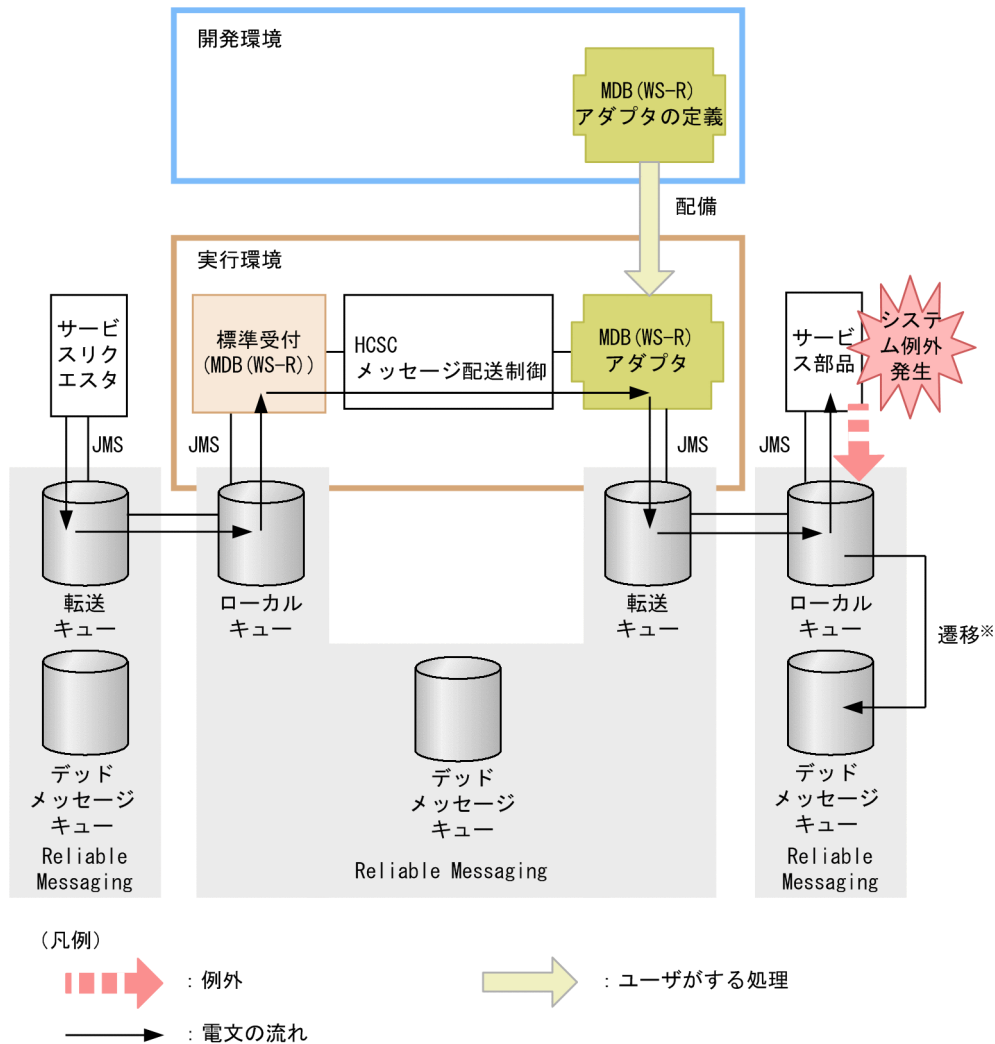 開発環境
MDB(WS-R)
アダプタの定義
配備
実行環境
サービ
スリク
エスタ
標準受付
(MDB(WS-R))
HCSC
メッセージ配送制御
MDB(WS-R)
アダプタ
サービ
ス部品
システ
ム例外
発生
JMS
JMS
JMS
JMS
転送
キュー
ローカル
キュー
転送
キュー
ローカル
キュー
遷移※
デッド
メッセージ
キュー
デッド
メッセージ
キュー
デッド
メッセージ
キュー
Reliable
Messaging
Reliable Messaging
Reliable
Messaging
(凡例)
:例外
:ユーザがする処理
:電文の流れ